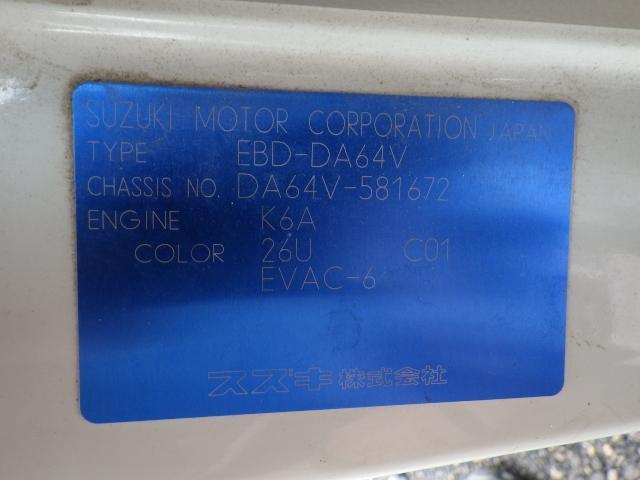 SUZUKI MOTOR CORPORATION JAPAN
TYPE EBD-DA64V
CHASSIS NO. DA64V-581672
ENGINE K6A
COLOR 26U C01
EVAC-6
スズキ株式会社